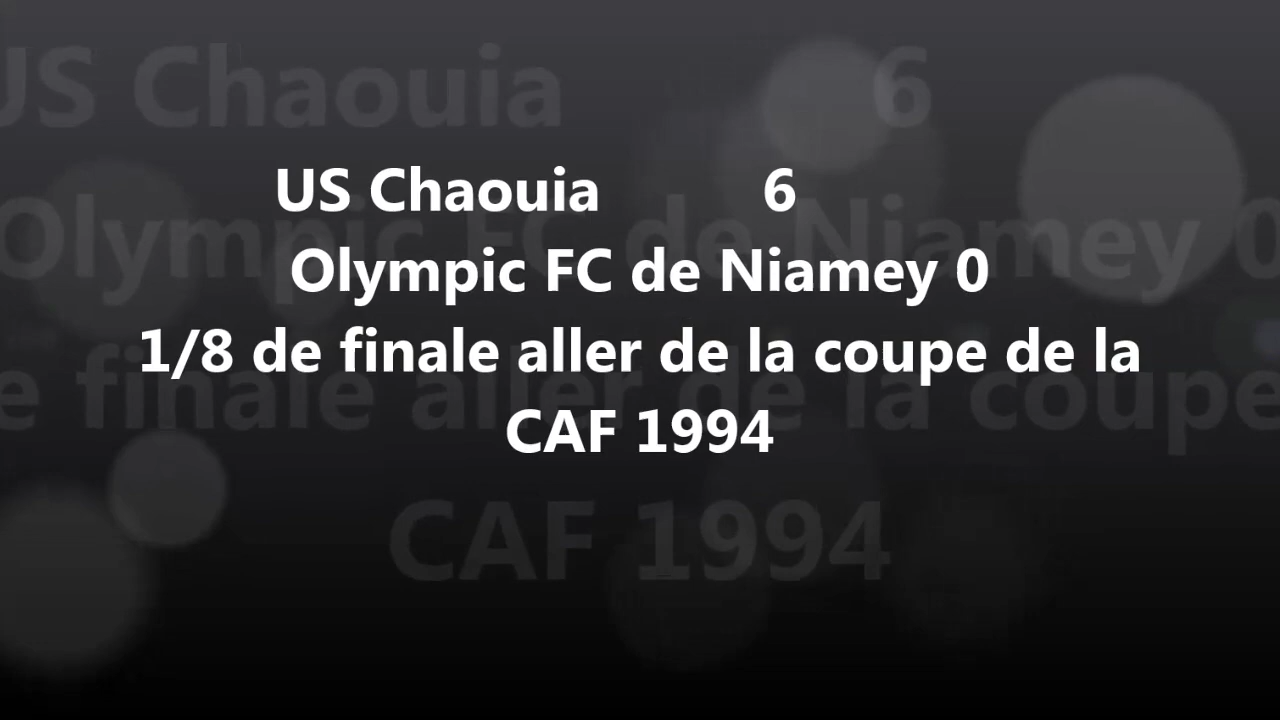 US Chaouia 6
Olympic FC de Niamey 0
1/8 de finale aller de la coupe de la
CAF 1994